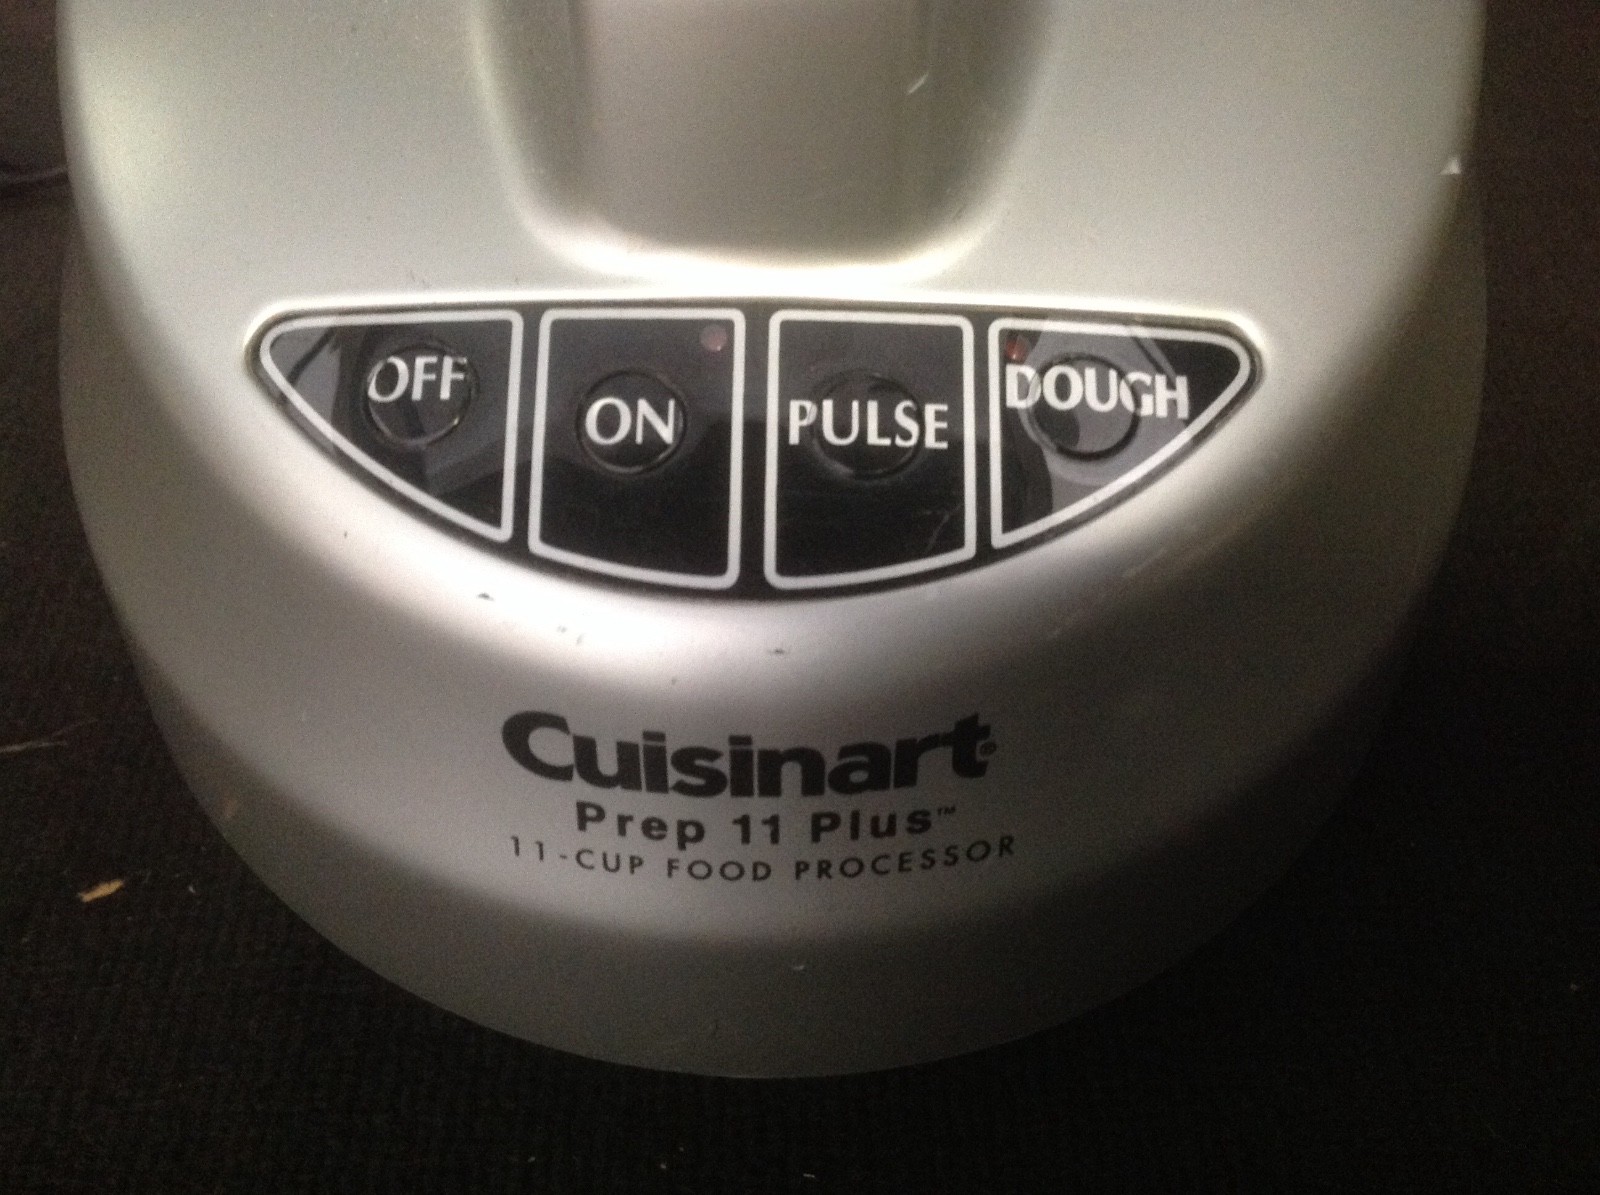 OFF ON PULSE DOUGH
Cuisinart®
Prep 11 Plus™
11-CUP FOOD PROCESSOR